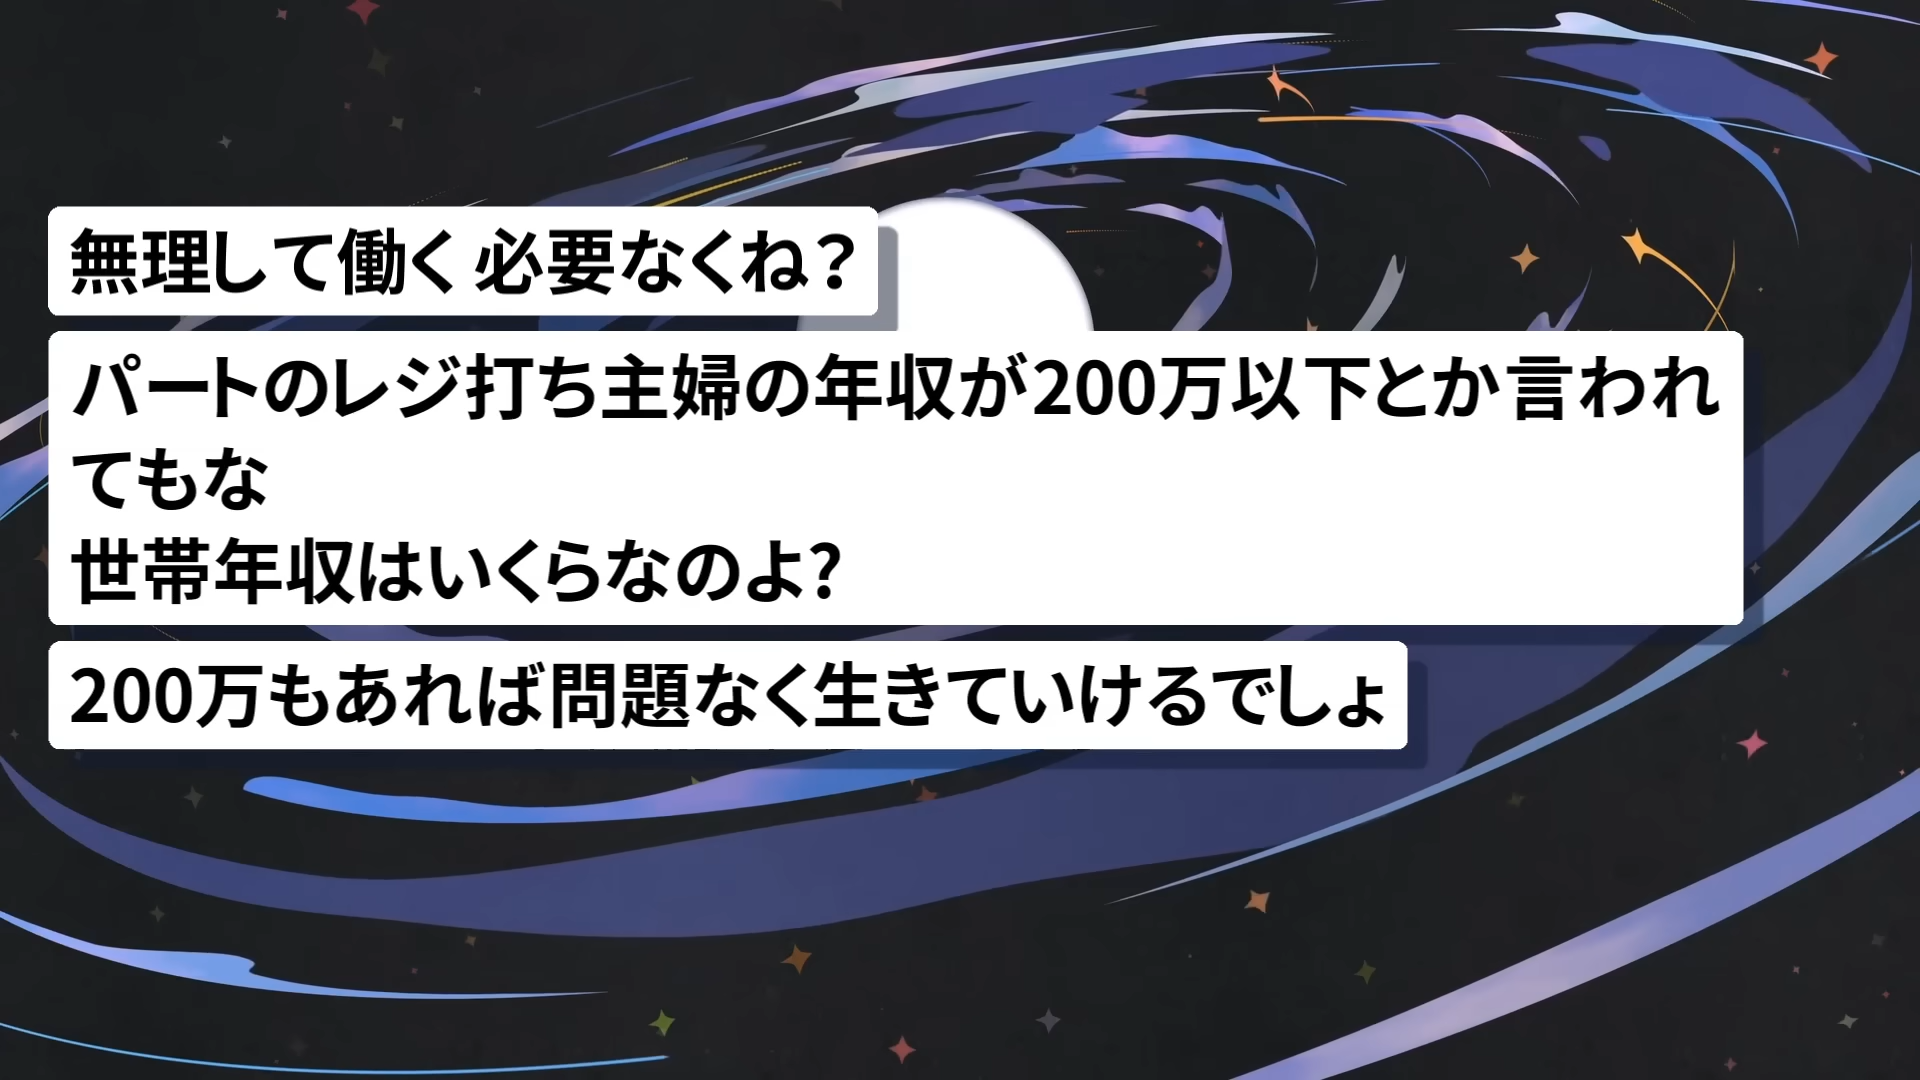 無理して働く必要なくね？
パートのレジ打ち主婦の年収が200万以下とか言われ
てもな
世帯年収はいくらなのよ?
200万もあれば問題なく生きていけるでしょ